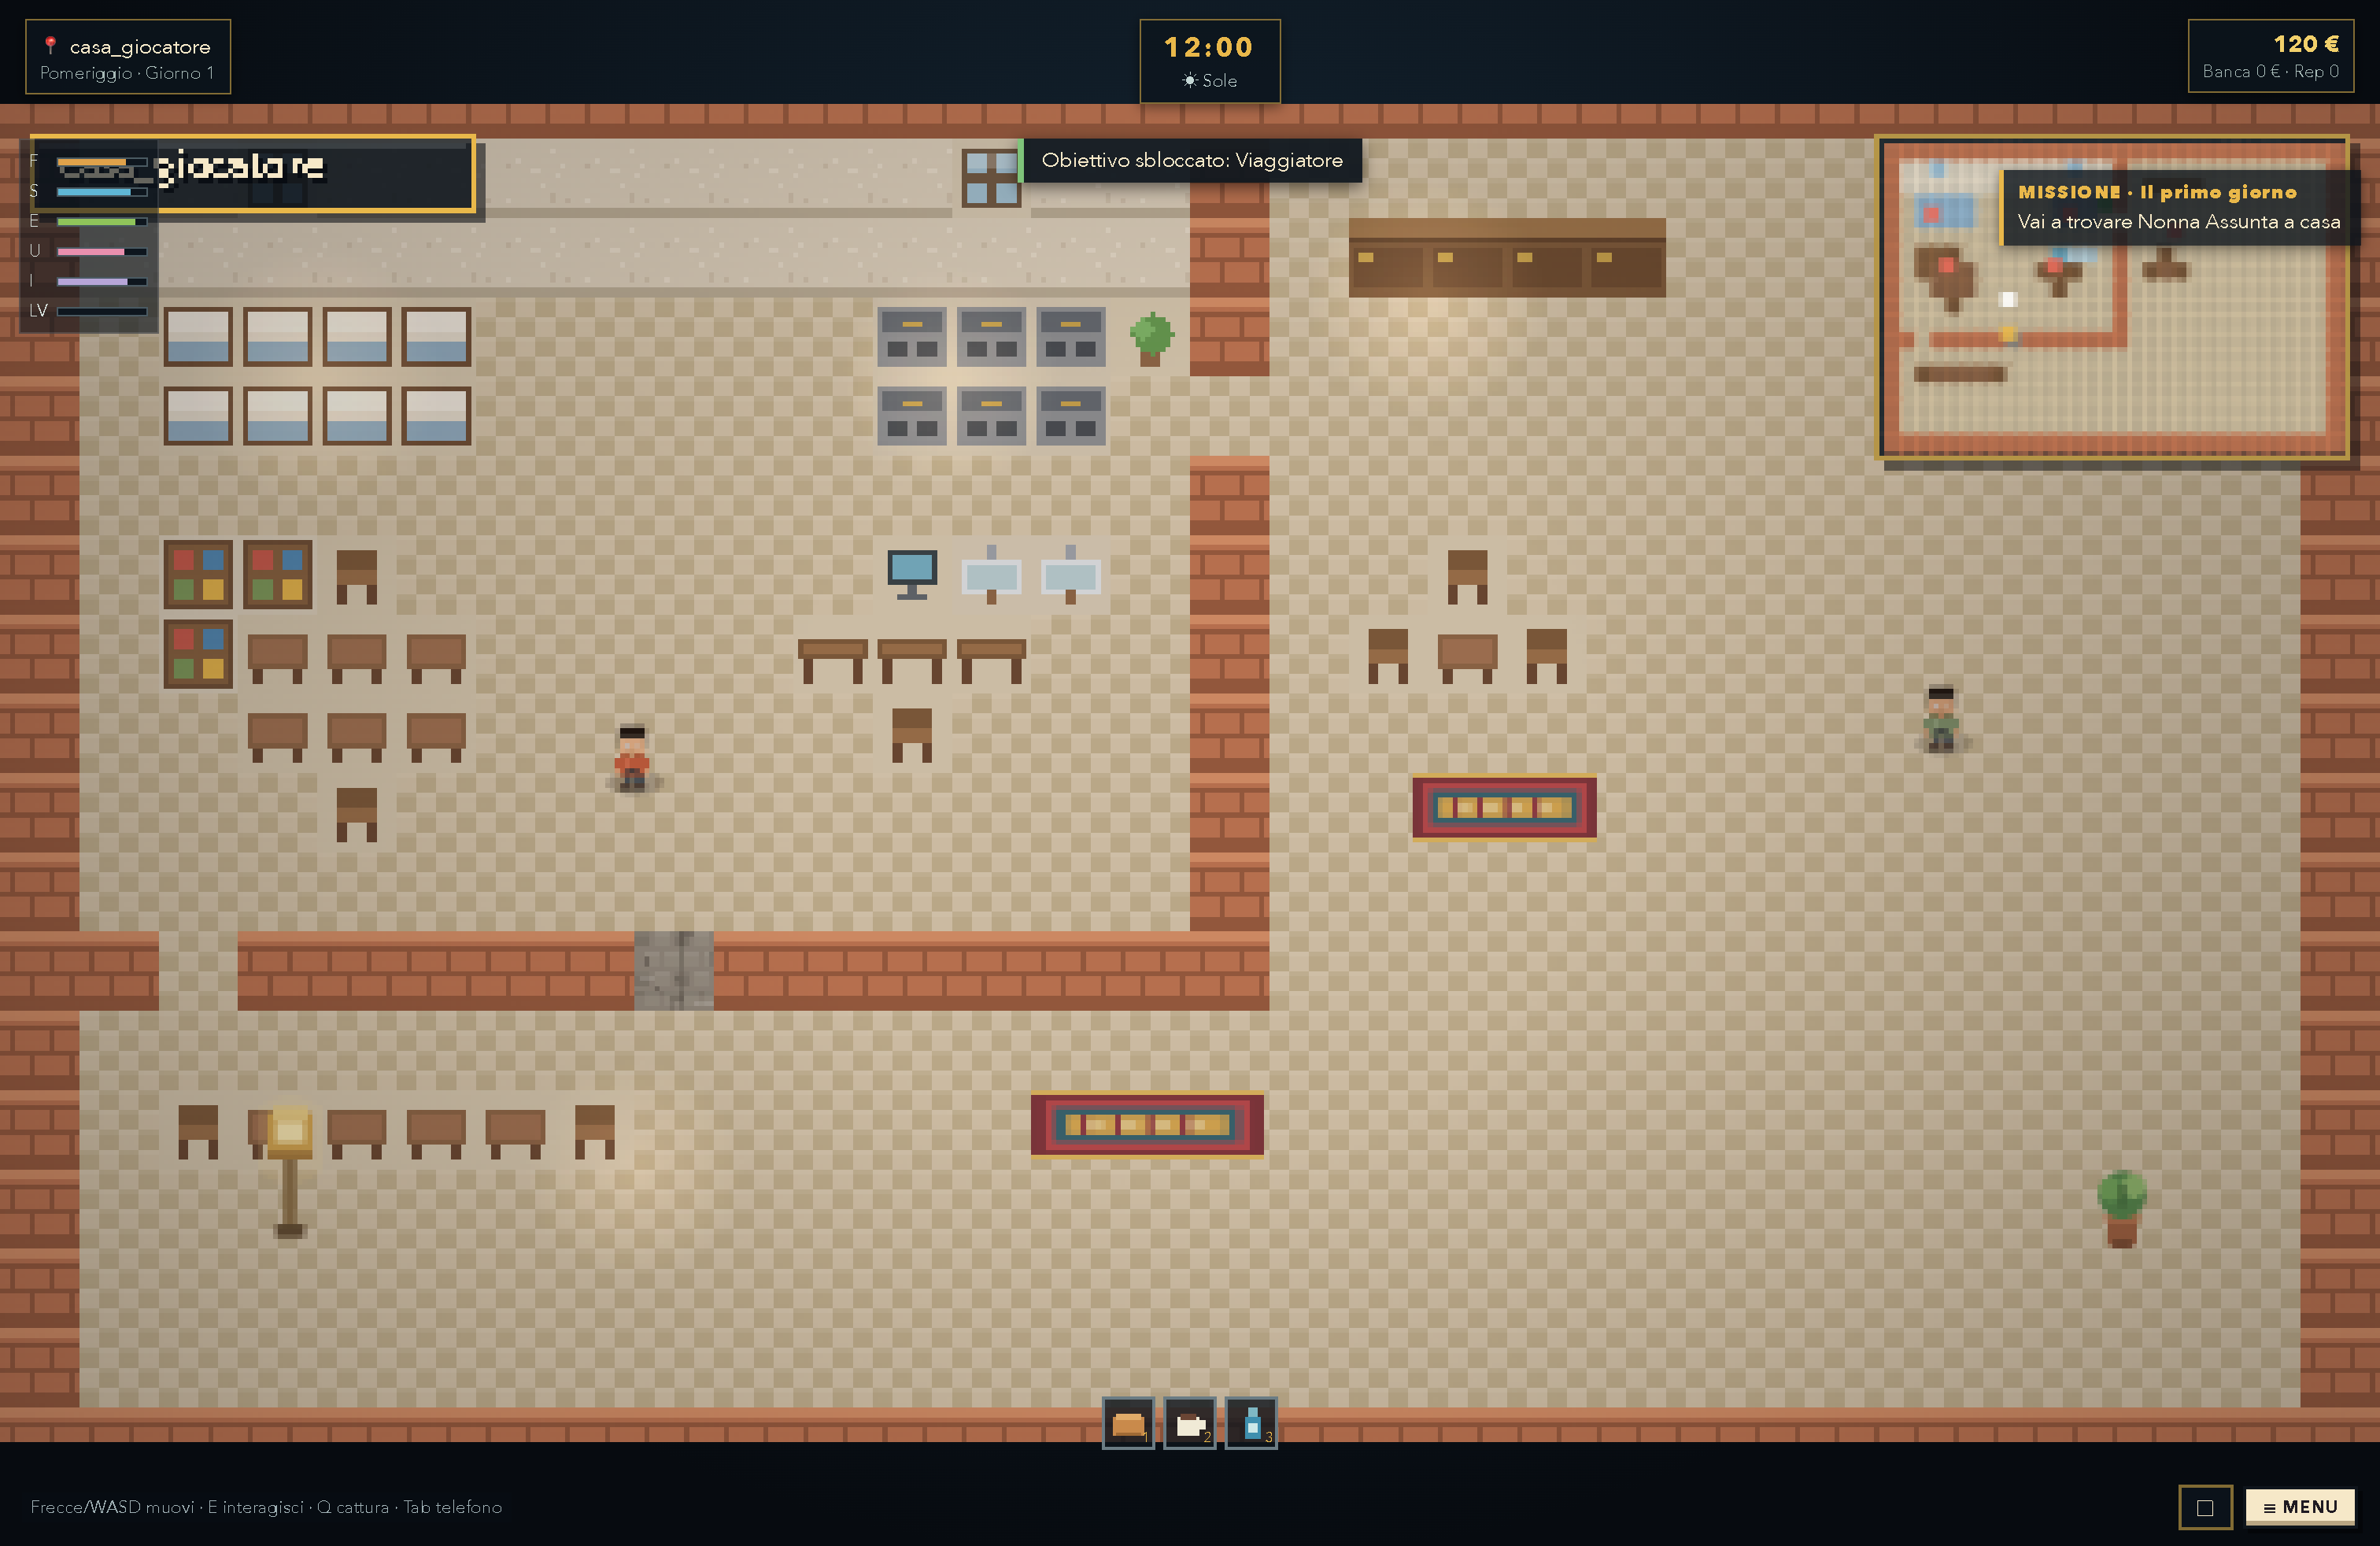 casa_giocatore
Pomeriggio · Giorno 1
12:00
Sole
120 €
Banca 0 € · Rep 0
giocatore
F
S
E
U
I
LV
Obiettivo sbloccato: Viaggiatore
MISSIONE · Il primo giorno
Vai a trovare Nonna Assunta a casa
1
2
3
Frecce/WASD muovi · E interagisci · Q cattura · Tab telefono
≡ MENU